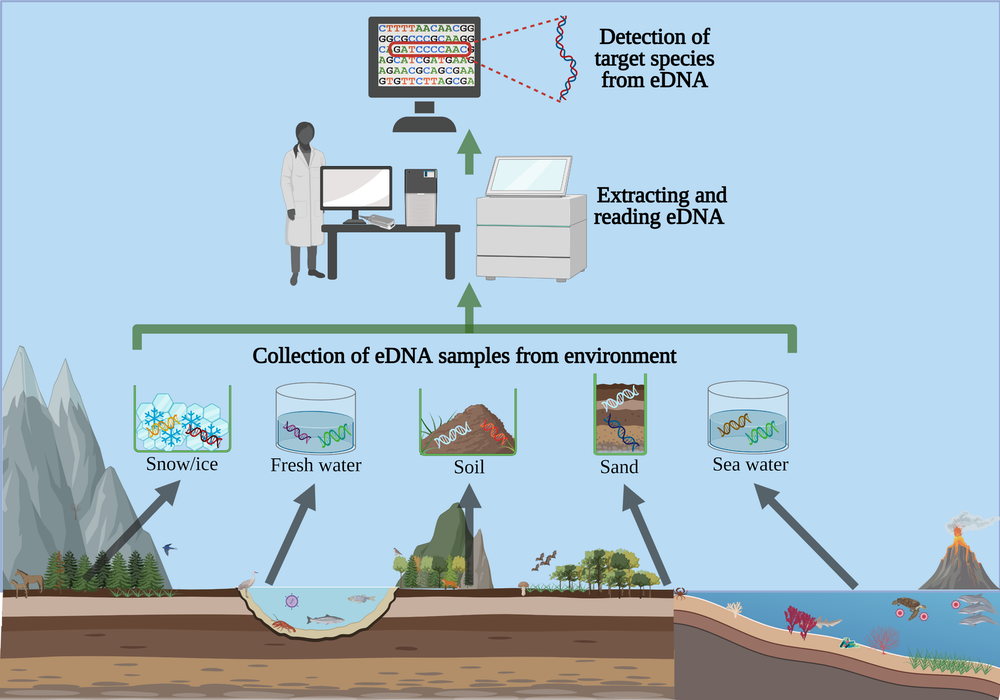 CTTTTAACAACGG
GGCGCCCGCAAGG
CAGATCCCCAACG
AGCATCGATGAAG
AGAACGCAGCGAA
GTGTTCTTAGCGA
Detection of
target species
from eDNA
Extracting and
reading eDNA
Collection of eDNA samples from environment
Snow/ice
Fresh water
Soil
Sand
Sea water